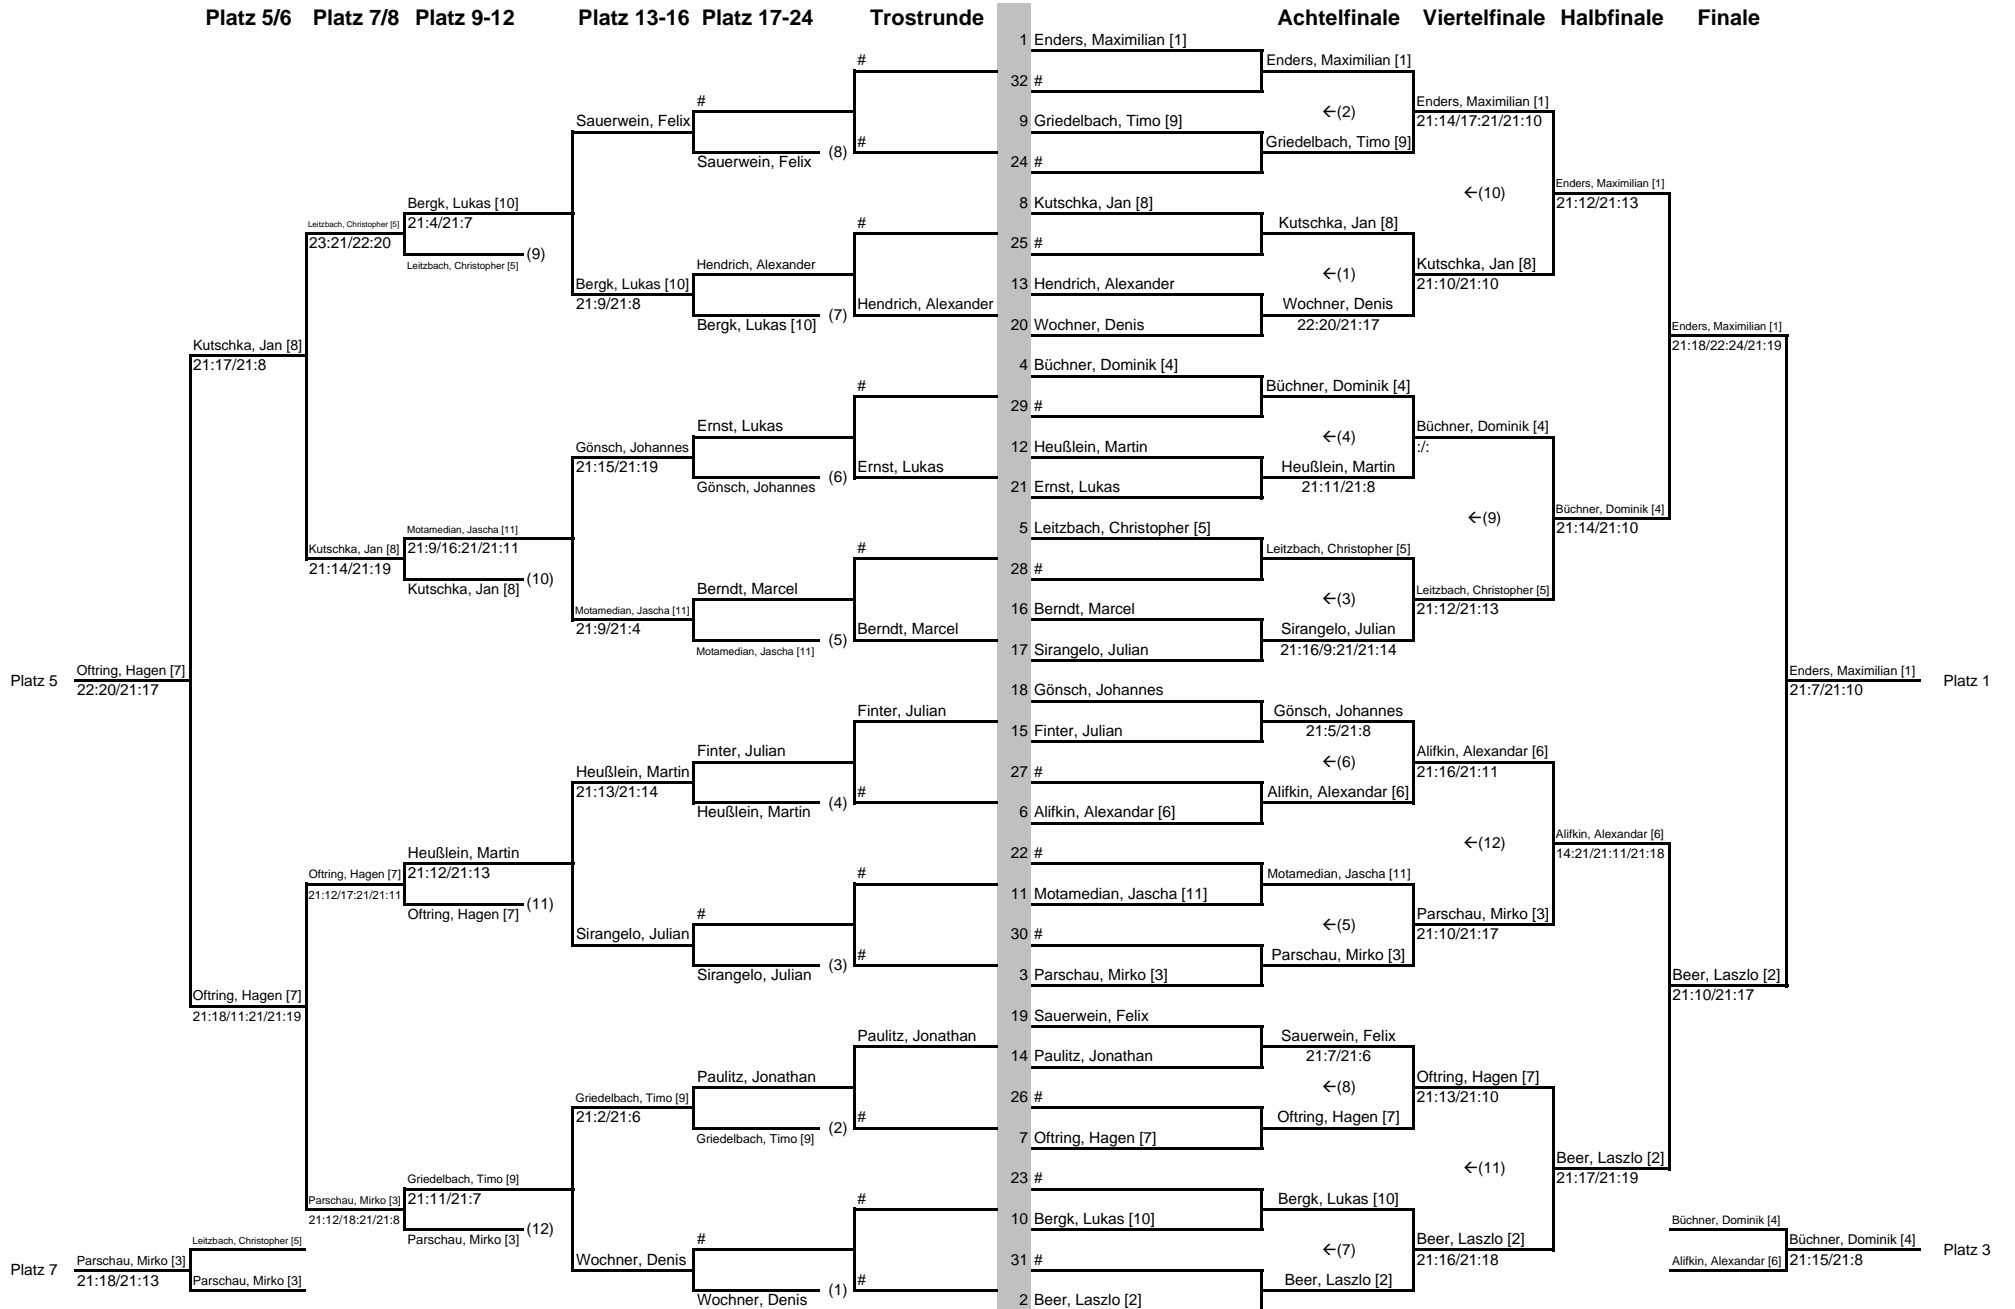 Platz 5/6 Platz 7/8 Platz 9-12 Platz 13-16 Platz 17-24 Trostrunde Achtelfinale Viertelfinale Halbfinale Finale
1 Enders, Maximilian [1]
# Enders, Maximilian [1]
32 #
# ←(2) Enders, Maximilian [1]
Sauerwein, Felix 9 Griedelbach, Timo [9] 21:14/17:21/21:10
# Griedelbach, Timo [9]
Sauerwein, Felix (8) 24 #
Bergk, Lukas [10] 8 Kutschka, Jan [8] ←(10) Enders, Maximilian [1]
Leitzbach, Christopher [5] 21:4/21:7 # Kutschka, Jan [8] 21:12/21:13
23:21/22:20 25 #
Leitzbach, Christopher [5] (9) Hendrich, Alexander ←(1) Kutschka, Jan [8]
Bergk, Lukas [10] 13 Hendrich, Alexander 21:10/21:10
21:9/21:8 Hendrich, Alexander Wochner, Denis
Bergk, Lukas [10] (7) 20 Wochner, Denis 22:20/21:17 Enders, Maximilian [1]
Kutschka, Jan [8] 21:18/22:24/21:19
21:17/21:8 4 Büchner, Dominik [4]
# Büchner, Dominik [4]
29 #
Ernst, Lukas ←(4) Büchner, Dominik [4]
Gönsch, Johannes 12 Heußlein, Martin :/:
21:15/21:19 Ernst, Lukas Heußlein, Martin
Gönsch, Johannes (6) 21 Ernst, Lukas 21:11/21:8
Motamedian, Jascha [11] 5 Leitzbach, Christopher [5] ←(9) Büchner, Dominik [4]
Kutschka, Jan [8] 21:9/16:21/21:11 # Leitzbach, Christopher [5] 21:14/21:10
21:14/21:19 28 #
Kutschka, Jan [8] (10) Berndt, Marcel ←(3) Leitzbach, Christopher [5]
Motamedian, Jascha [11] 16 Berndt, Marcel 21:12/21:13
21:9/21:4 Berndt, Marcel Sirangelo, Julian
Motamedian, Jascha [11] (5) 17 Sirangelo, Julian 21:16/9:21/21:14
Platz 5 Oftring, Hagen [7] Enders, Maximilian [1] Platz 1
22:20/21:17 18 Gönsch, Johannes 21:7/21:10
Finter, Julian Gönsch, Johannes
15 Finter, Julian 21:5/21:8
Finter, Julian ←(6) Alifkin, Alexandar [6]
Heußlein, Martin 27 # 21:16/21:11
21:13/21:14 # Alifkin, Alexandar [6]
Heußlein, Martin (4) 6 Alifkin, Alexandar [6]
Heußlein, Martin 22 # ←(12) Alifkin, Alexandar [6]
Oftring, Hagen [7] 21:12/21:13 # Motamedian, Jascha [11] 14:21/21:11/21:18
21:12/17:21/21:11 11 Motamedian, Jascha [11]
Oftring, Hagen [7] (11) # ←(5) Parschau, Mirko [3]
Sirangelo, Julian 30 # 21:10/21:17
# Parschau, Mirko [3]
Sirangelo, Julian (3) 3 Parschau, Mirko [3] Beer, Laszlo [2]
Oftring, Hagen [7] 21:10/21:17
21:18/11:21/21:19 19 Sauerwein, Felix
Paulitz, Jonathan Sauerwein, Felix
14 Paulitz, Jonathan 21:7/21:6
Paulitz, Jonathan ←(8) Oftring, Hagen [7]
Griedelbach, Timo [9] 26 # 21:13/21:10
21:2/21:6 # Oftring, Hagen [7]
Griedelbach, Timo [9] (2) 7 Oftring, Hagen [7]
Griedelbach, Timo [9] 23 # ←(11) Beer, Laszlo [2]
Parschau, Mirko [3] 21:11/21:7 # Bergk, Lukas [10] 21:17/21:19
21:12/18:21/21:8 10 Bergk, Lukas [10] Büchner, Dominik [4]
Parschau, Mirko [3] (12)
Leitzbach, Christopher [5] # ←(7) Beer, Laszlo [2] Büchner, Dominik [4] Platz 3
Platz 7 Parschau, Mirko [3] Wochner, Denis 31 # 21:16/21:18 Alifkin, Alexandar [6] 21:15/21:8
21:18/21:13 Parschau, Mirko [3] # Beer, Laszlo [2]
Wochner, Denis (1) 2 Beer, Laszlo [2]